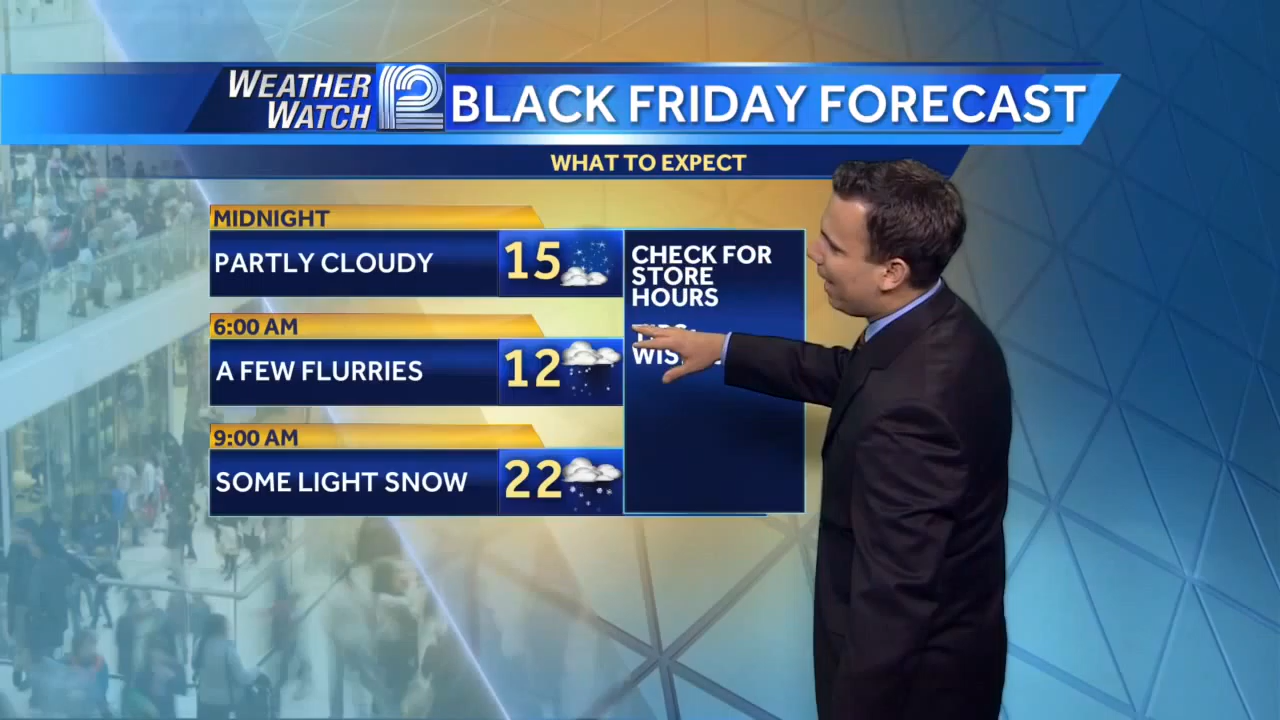 WEATHER
WATCH 12
BLACK FRIDAY FORECAST
WHAT TO EXPECT
MIDNIGHT
PARTLY CLOUDY 15
6:00 AM
A FEW FLURRIES 12
9:00 AM
SOME LIGHT SNOW 22
CHECK FOR
STORE
HOURS